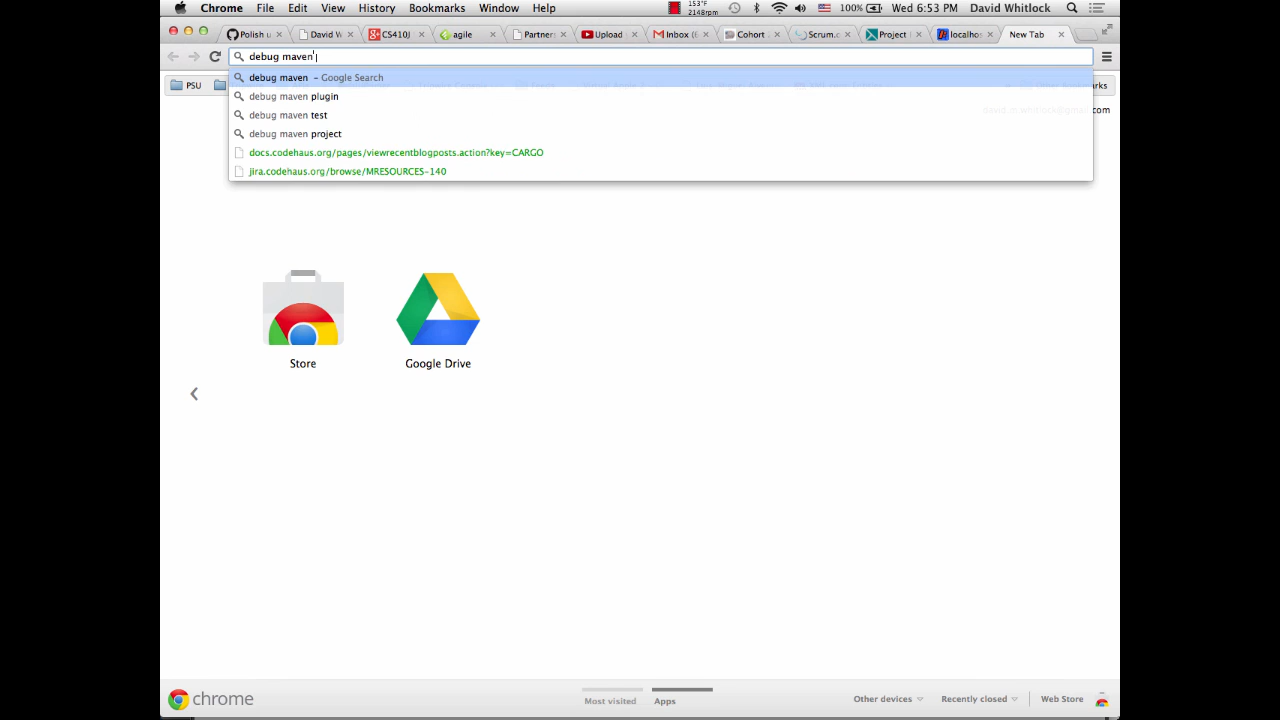 Chrome File Edit View History Bookmarks Window Help 153°F 2148rpm 100% Wed 6:53 PM David Whitlock
Polish u David W CS410J agile Partner Upload Inbox (6 Cohort Scrum.c Project localhos New Tab
debug maven'
PSU
debug maven – Google Search
debug maven plugin
debug maven test
debug maven project
docs.codehaus.org/pages/viewrecentblogposts.action?key=CARGO
jira.codehaus.org/browse/MRESOURCES-140
Store Google Drive
chrome Most visited Apps Other devices Recently closed Web Store